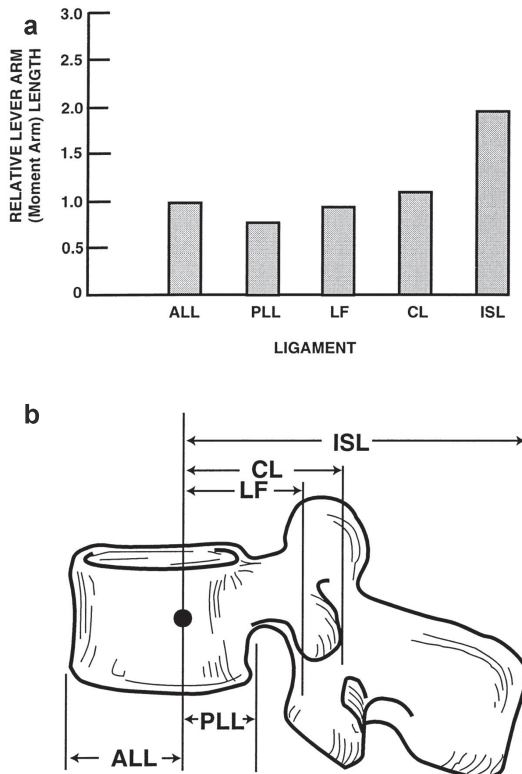 a
RELATIVE LEVER ARM
(Moment Arm) LENGTH
3.0
2.5
2.0
1.5
1.0
0.5
0
ALL PLL LF CL ISL
LIGAMENT
b
ISL
CL
LF
PLL
ALL